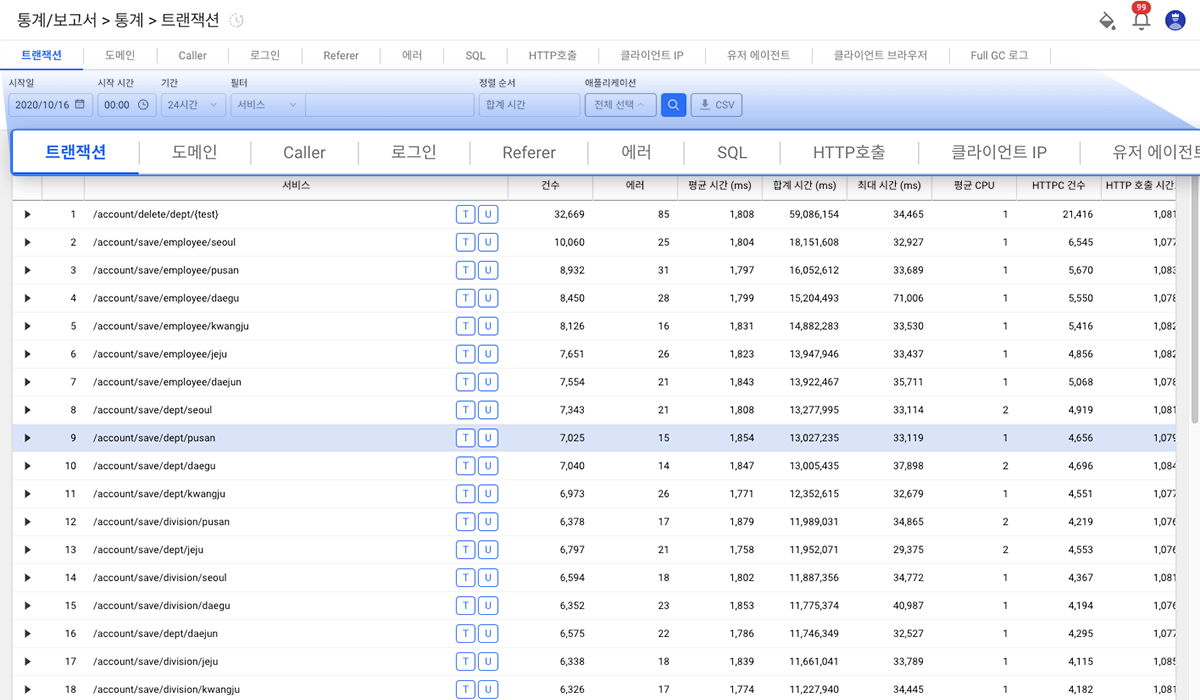 통계/보고서 > 통계 > 트랜잭션
99
트랜잭션 도메인 Caller 로그인 Referer 에러 SQL HTTP호출 클라이언트 IP 유저 에이전트 클라이언트 브라우저 Full GC 로그
시작일 시작 시간 기간 필터 정렬 순서 애플리케이션
2020/10/16 00:00 24시간 서비스 합계 시간 전체 선택 CSV
트랜잭션 도메인 Caller 로그인 Referer 에러 SQL HTTP호출 클라이언트 IP 유저 에이전트
서비스 건수 에러 평균 시간 (ms) 합계 시간 (ms) 최대 시간 (ms) 평균 CPU HTTPC 건수 HTTP 호출 시간
1 /account/delete/dept/{test} T U 32,669 85 1,808 59,086,154 34,465 1 21,416 1,081
2 /account/save/employee/seoul T U 10,060 25 1,804 18,151,608 32,927 1 6,545 1,077
3 /account/save/employee/pusan T U 8,932 31 1,797 16,052,612 33,689 1 5,670 1,083
4 /account/save/employee/daegu T U 8,450 28 1,799 15,204,493 71,006 1 5,550 1,078
5 /account/save/employee/kwangju T U 8,126 16 1,831 14,882,283 33,530 1 5,416 1,082
6 /account/save/employee/jeju T U 7,651 26 1,823 13,947,946 33,437 1 4,856 1,082
7 /account/save/employee/daejun T U 7,554 21 1,843 13,922,467 35,711 1 5,068 1,078
8 /account/save/dept/seoul T U 7,343 21 1,808 13,277,995 33,114 2 4,919 1,081
9 /account/save/dept/pusan T U 7,025 15 1,854 13,027,235 33,119 1 4,656 1,079
10 /account/save/dept/daegu T U 7,040 14 1,847 13,005,435 37,898 2 4,696 1,084
11 /account/save/dept/kwangju T U 6,973 26 1,771 12,352,615 32,679 1 4,551 1,077
12 /account/save/division/pusan T U 6,378 17 1,879 11,989,031 34,865 2 4,219 1,076
13 /account/save/dept/jeju T U 6,797 21 1,758 11,952,071 29,375 2 4,553 1,076
14 /account/save/division/seoul T U 6,594 18 1,802 11,887,356 34,772 1 4,367 1,081
15 /account/save/division/daegu T U 6,352 23 1,853 11,775,374 40,987 1 4,194 1,076
16 /account/save/dept/daejun T U 6,575 22 1,786 11,746,349 32,527 1 4,295 1,077
17 /account/save/division/jeju T U 6,338 18 1,839 11,661,041 33,789 1 4,115 1,085
18 /account/save/division/kwangju T U 6,326 17 1,774 11,227,940 34,445 1 4,182 1,081